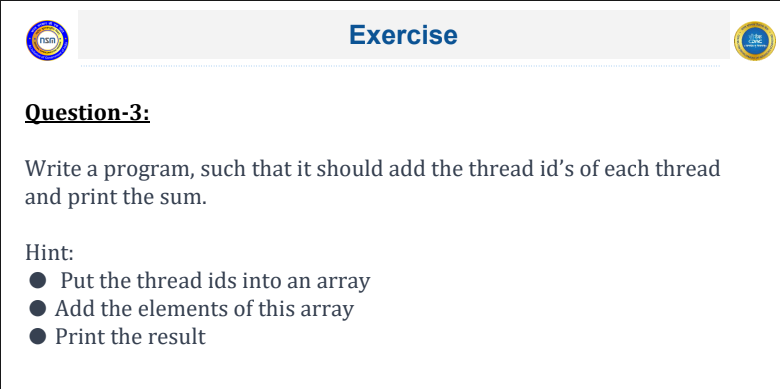 Exercise
nsm
Question-3:
Write a program, such that it should add the thread id’s of each thread
and print the sum.
Hint:
● Put the thread ids into an array
● Add the elements of this array
● Print the result